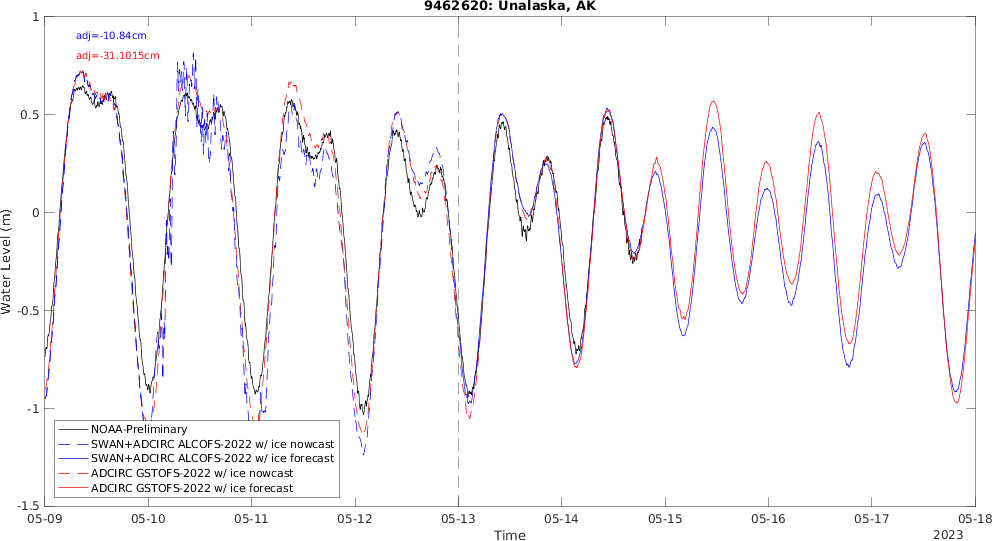 9462620: Unalaska, AK
adj=-10.84cm
adj=-31.1015cm
Water Level (m)
1
0.5
0
-0.5
-1
-1.5
NOAA-Preliminary
SWAN+ADCIRC ALCOFS-2022 w/ ice nowcast
SWAN+ADCIRC ALCOFS-2022 w/ ice forecast
ADCIRC GSTOFS-2022 w/ ice nowcast
ADCIRC GSTOFS-2022 w/ ice forecast
05-09 05-10 05-11 05-12 05-13 05-14 05-15 05-16 05-17 05-18
Time
2023